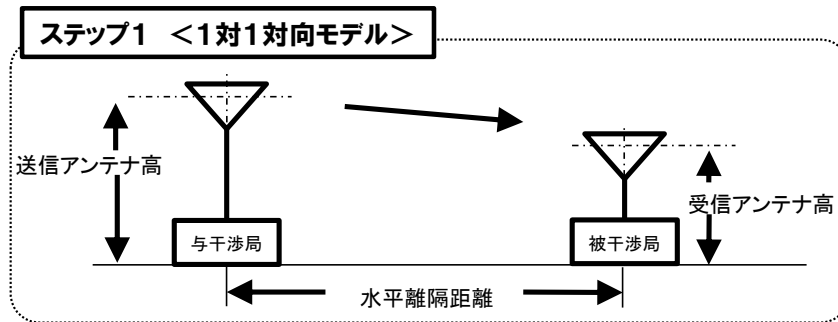 ステップ1 <1対1対向モデル>
送信アンテナ高
受信アンテナ高
与干渉局
被干渉局
水平離隔距離